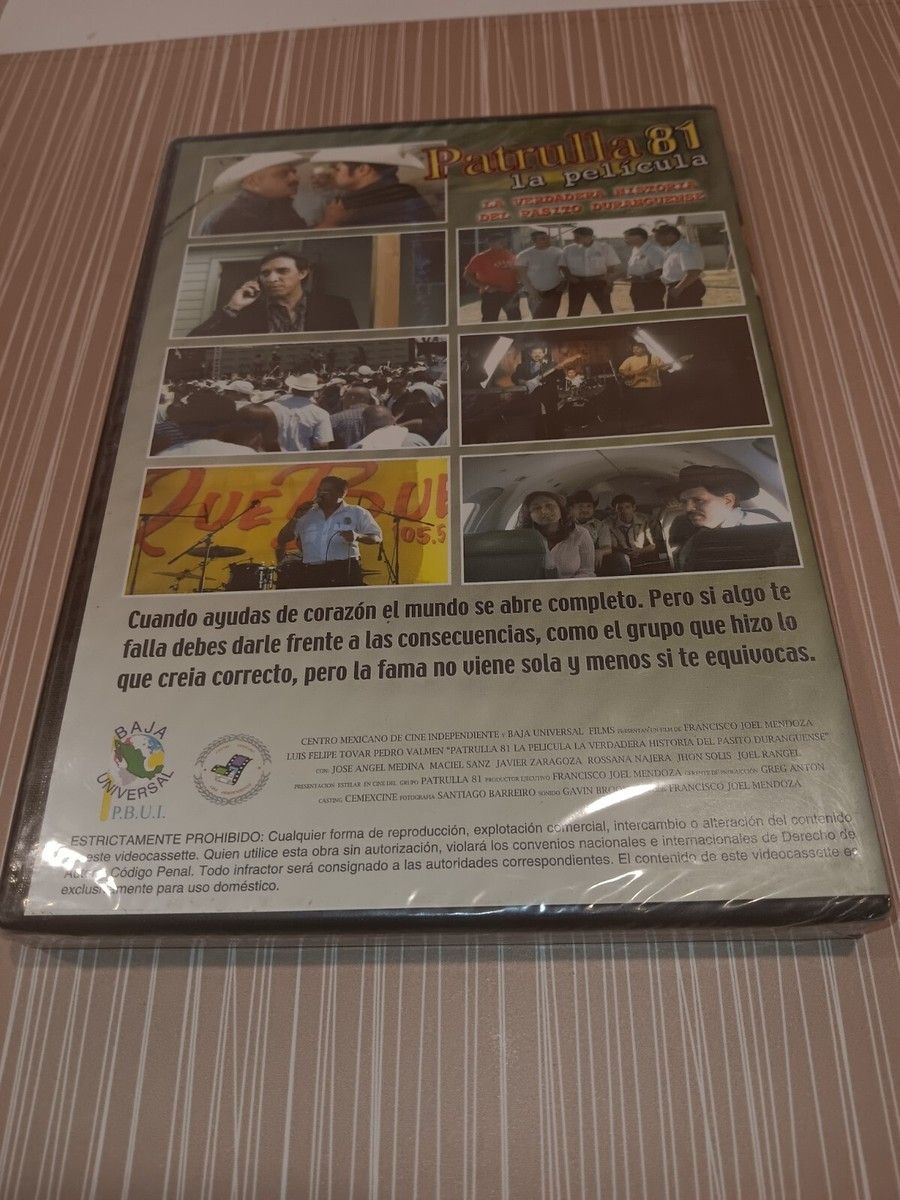 Patrulla 81
la película
LA VERDADERA HISTORIA
DEL PASITO DURANGUENSE
QUE BUE
105.9
Cuando ayudas de corazón el mundo se abre completo. Pero si algo te
falla debes darle frente a las consecuencias, como el grupo que hizo lo
que creia correcto, pero la fama no viene sola y menos si te equivocas.
BAJA
UNIVERSAL
P.B.U.I.
CENTRO MEXICANO DE CINE INDEPENDIENTE Y BAJA UNIVERSAL FILMS PRESENTAN UN FILM DE FRANCISCO JOEL MENDOZA
LUIS FELIPE TOVAR PEDRO VALMEN "PATRULLA 81 LA PELICULA LA VERDADERA HISTORIA DEL PASITO DURANGUENSE"
CON JOSE ANGEL MEDINA MACIEL SANZ JAVIER ZARAGOZA ROSSANA NAJERA JHON SOLIS JOEL RANGEL
PRESENTACION ESTELAR EN CINE DEL GRUPO PATRULLA 81 PRODUCTOR EJECUTIVO FRANCISCO JOEL MENDOZA GERENTE DE PRODUCCIÓN GREG ANTON
CASTING CEMEXCINE FOTOGRAFIA SANTIAGO BARREIRO SONIDO GAVIN FRANCISCO JOEL MENDOZA
ESTRICTAMENTE PROHIBIDO: Cualquier forma de reproducción, explotación comercial, intercambio o alteración del contenido
este videocassette. Quien utilice esta obra sin autorización, violará los convenios nacionales e internacionales de Derecho de
Código Penal. Todo infractor será consignado a las autoridades correspondientes. El contenido de este videocassette es
exclusivamente para uso doméstico.